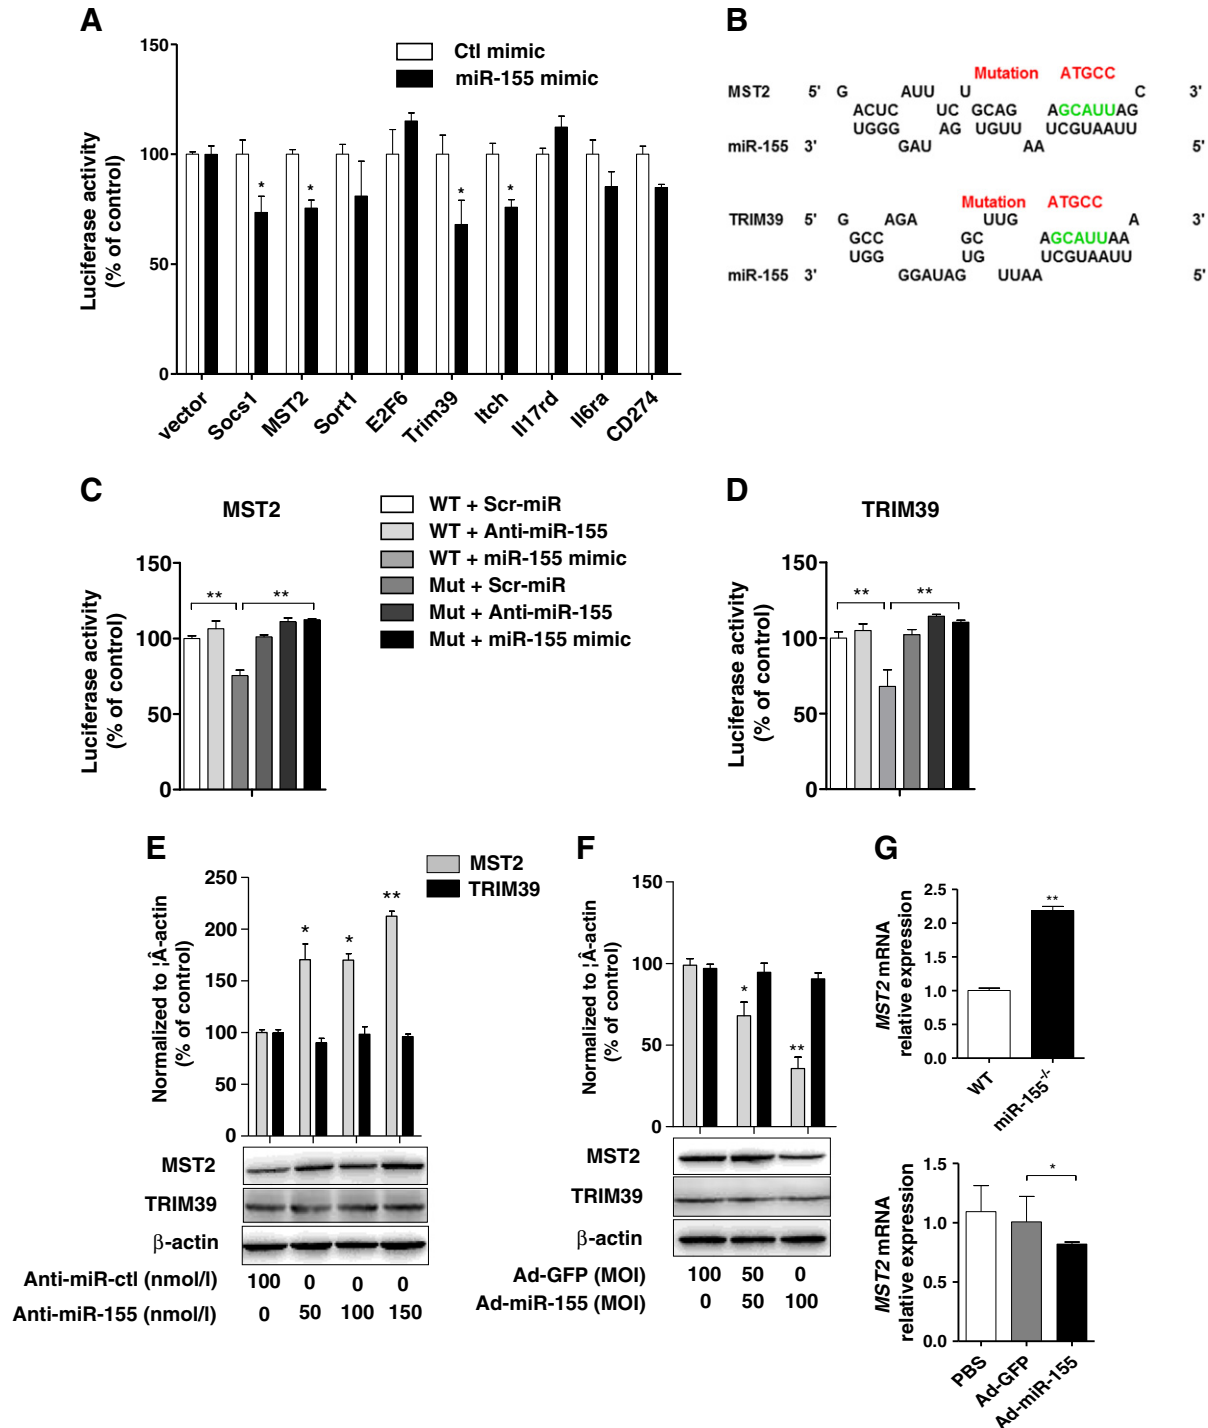 A
Ctl mimic
miR-155 mimic
Luciferase activity
(% of control)
150
100
50
0
vector
Socs1
MST2
Sort1
E2F6
Trim39
Itch
Il17rd
Il6ra
CD274
B
Mutation ATGCC
MST2 5' G AUU U C 3'
ACUC UC GCAG AGCAUUAG
UGGG AG UGUU UCGUAAUU
miR-155 3' GAU AA 5'
Mutation ATGCC
TRIM39 5' G AGA UUG A 3'
GCC GC AGCAUUAA
UGG UG UCGUAAUU
miR-155 3' GGAUAG UUAA 5'
C
MST2
Luciferase activity
(% of control)
150
100
50
0
** **
WT + Scr-miR
WT + Anti-miR-155
WT + miR-155 mimic
Mut + Scr-miR
Mut + Anti-miR-155
Mut + miR-155 mimic
D
TRIM39
Luciferase activity
(% of control)
150
100
50
0
** **
E
MST2
TRIM39
Normalized to ¦Â-actin
(% of control)
250
200
150
100
50
0
* * **
MST2
TRIM39
β-actin
Anti-miR-ctl (nmol/l) 100 0 0 0
Anti-miR-155 (nmol/l) 0 50 100 150
F
Normalized to ¦Â-actin
(% of control)
150
100
50
0
* **
MST2
TRIM39
β-actin
Ad-GFP (MOI) 100 50 0
Ad-miR-155 (MOI) 0 50 100
G
MST2 mRNA
relative expression
2.5
2.0
1.5
1.0
0.5
0.0
**
WT
miR-155-/-
MST2 mRNA
relative expression
1.5
1.0
0.5
0.0
*
PBS
Ad-GFP
Ad-miR-155